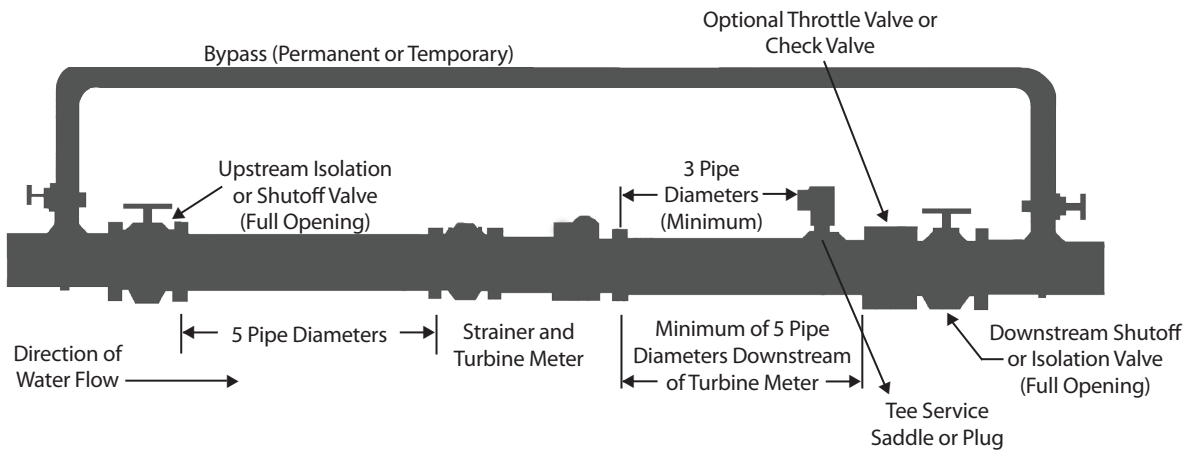 Optional Throttle Valve or
Check Valve
Bypass (Permanent or Temporary)
Upstream Isolation
or Shutoff Valve
(Full Opening)
3 Pipe
Diameters
(Minimum)
5 Pipe Diameters
Strainer and
Turbine Meter
Minimum of 5 Pipe
Diameters Downstream
of Turbine Meter
Downstream Shutoff
or Isolation Valve
(Full Opening)
Direction of
Water Flow
Tee Service
Saddle or Plug